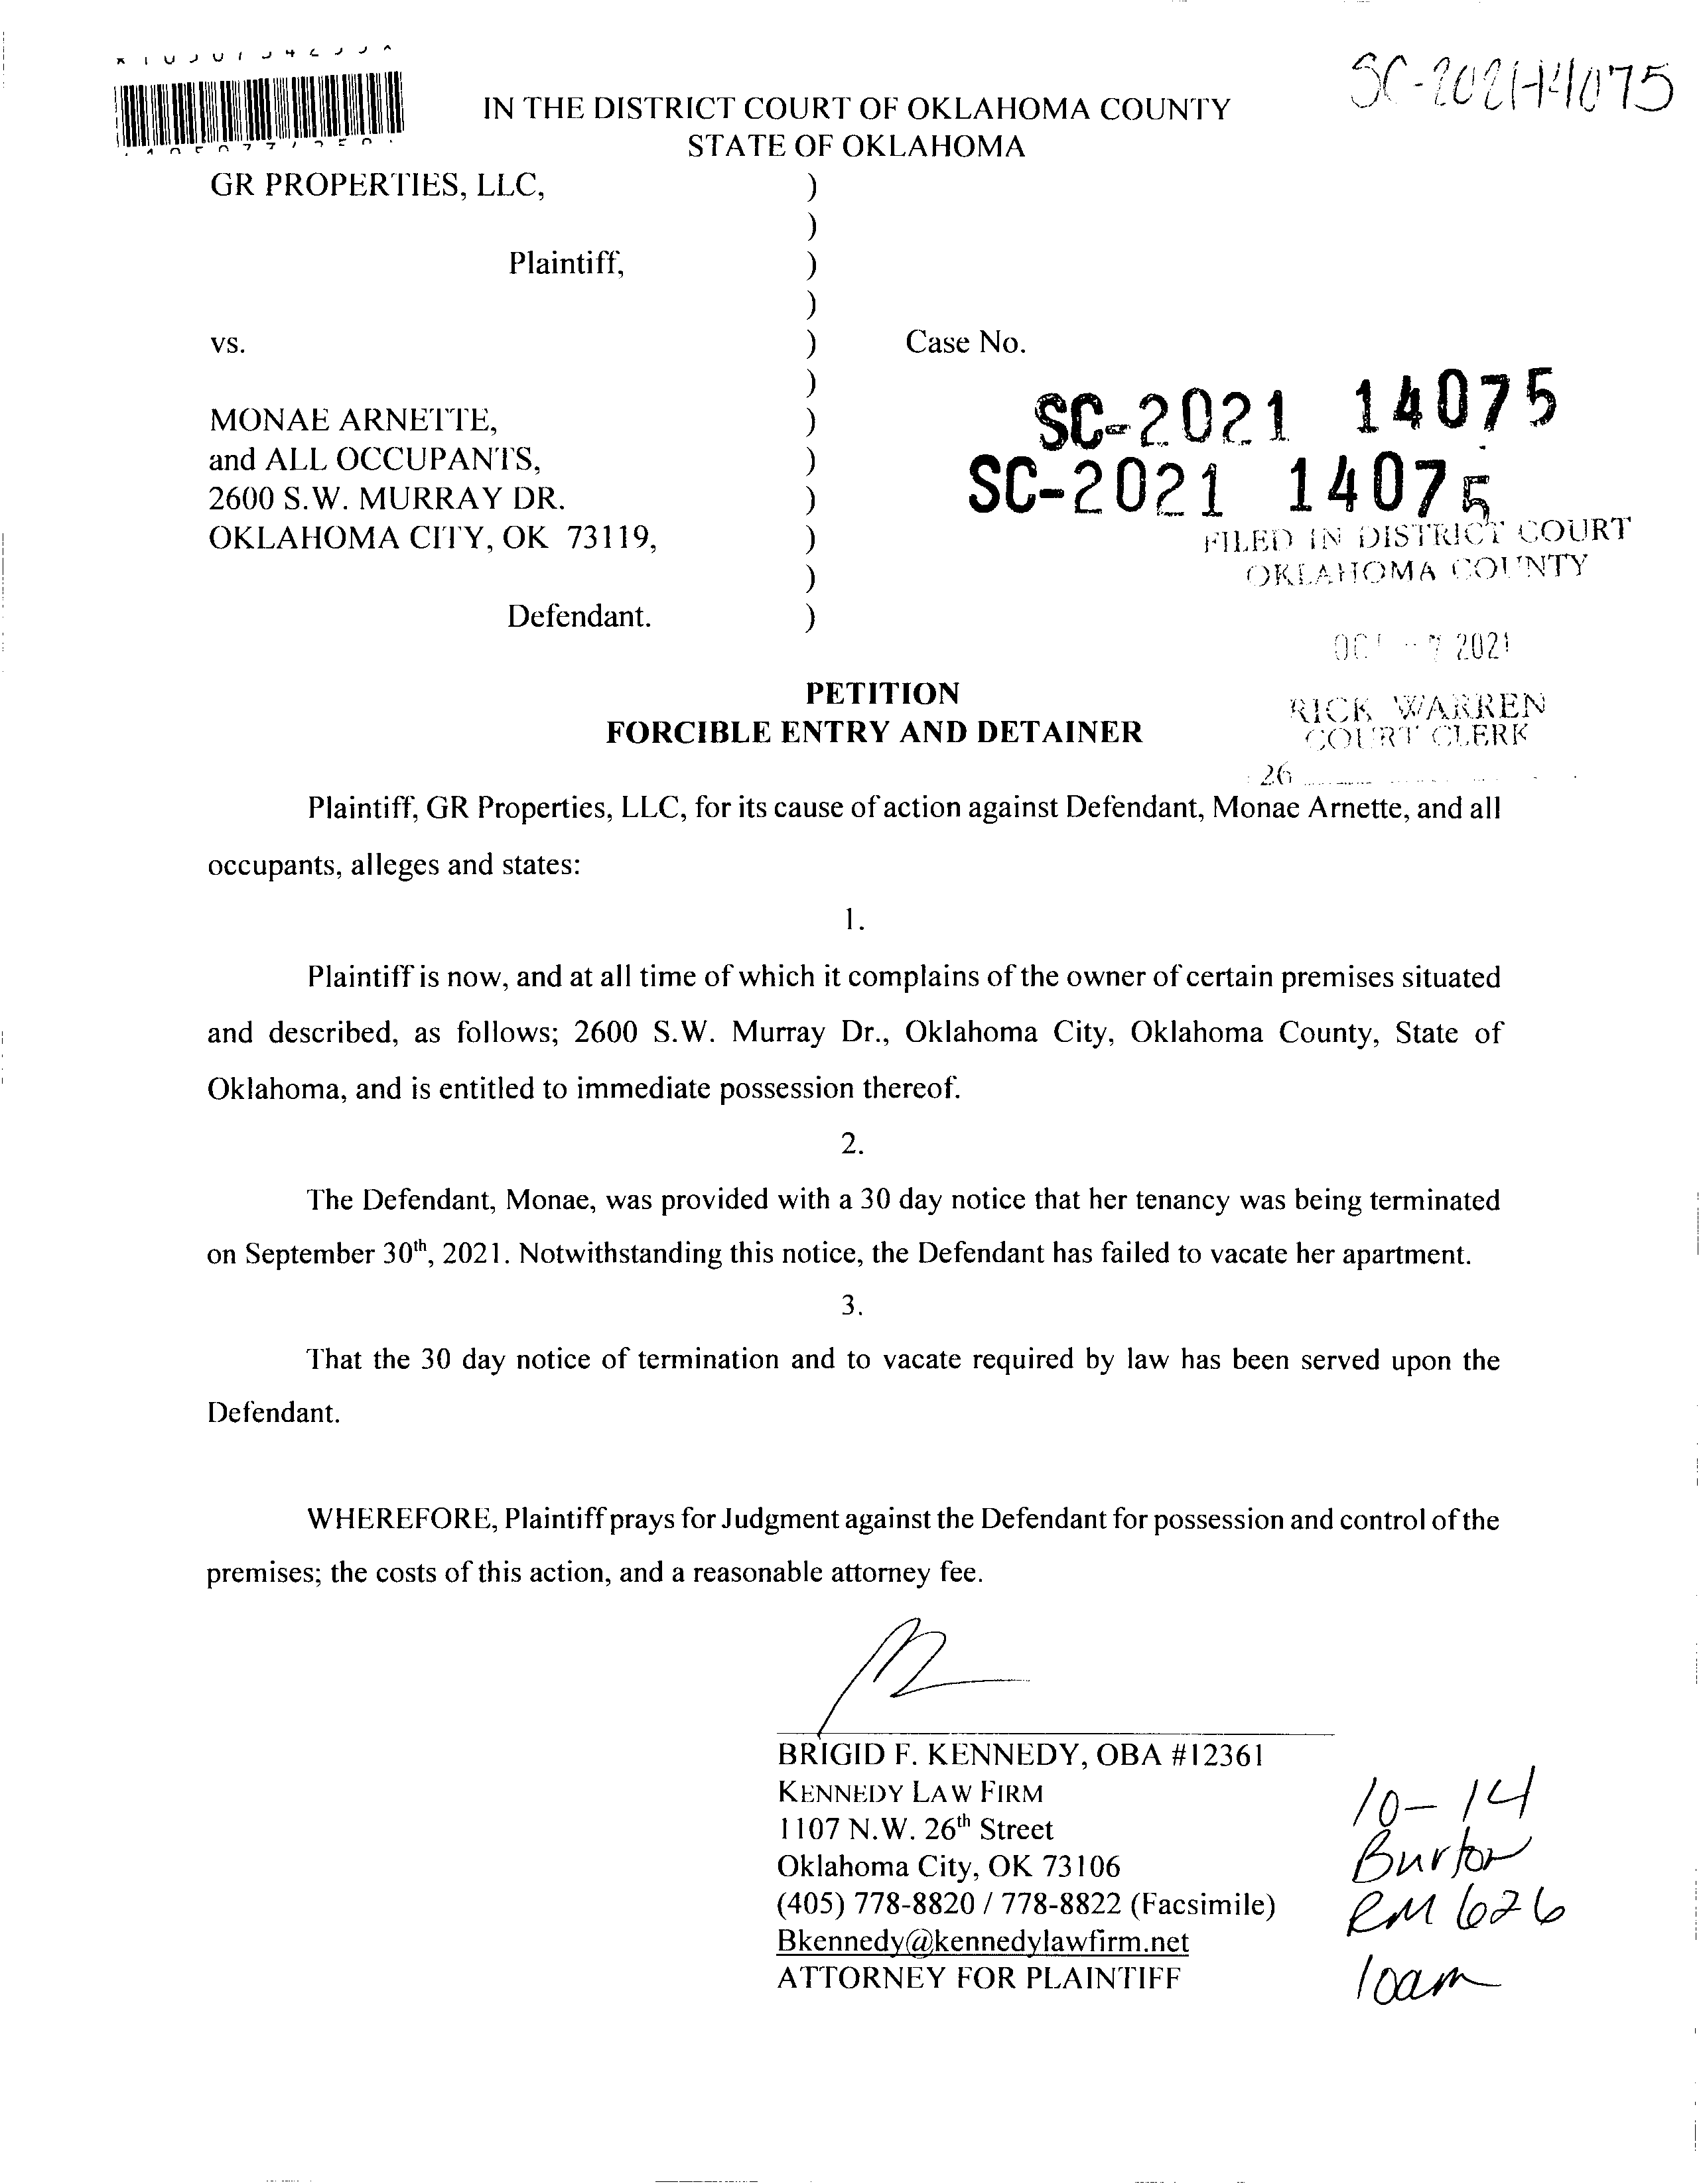 SC-2021-14075
IN THE DISTRICT COURT OF OKLAHOMA COUNTY
STATE OF OKLAHOMA
GR PROPERTIES, LLC, )
)
Plaintiff, )
)
vs. ) Case No.
)
SC-2021 14075
MONAE ARNETTE, )
and ALL OCCUPANTS, )
SC-2021 14075
2600 S.W. MURRAY DR. )
OKLAHOMA CITY, OK 73119, )
FILED IN DISTRICT COURT
OKLAHOMA COUNTY
)
Defendant. )
2021
PETITION
RICK WARREN
FORCIBLE ENTRY AND DETAINER
COURT CLERK
26
Plaintiff, GR Properties, LLC, for its cause of action against Defendant, Monae Arnette, and all
occupants, alleges and states:
1.
Plaintiff is now, and at all time of which it complains of the owner of certain premises situated
and described, as follows; 2600 S.W. Murray Dr., Oklahoma City, Oklahoma County, State of
Oklahoma, and is entitled to immediate possession thereof.
2.
The Defendant, Monae, was provided with a 30 day notice that her tenancy was being terminated
on September 30th, 2021. Notwithstanding this notice, the Defendant has failed to vacate her apartment.
3.
That the 30 day notice of termination and to vacate required by law has been served upon the
Defendant.
WHEREFORE, Plaintiff prays for Judgment against the Defendant for possession and control of the
premises; the costs of this action, and a reasonable attorney fee.
BRIGID F. KENNEDY, OBA #12361
KENNEDY LAW FIRM
1107 N.W. 26th Street
Oklahoma City, OK 73106
(405) 778-8820 / 778-8822 (Facsimile)
Bkennedy@kennedylawfirm.net
ATTORNEY FOR PLAINTIFF
10-14
Burton
RM 626
10am